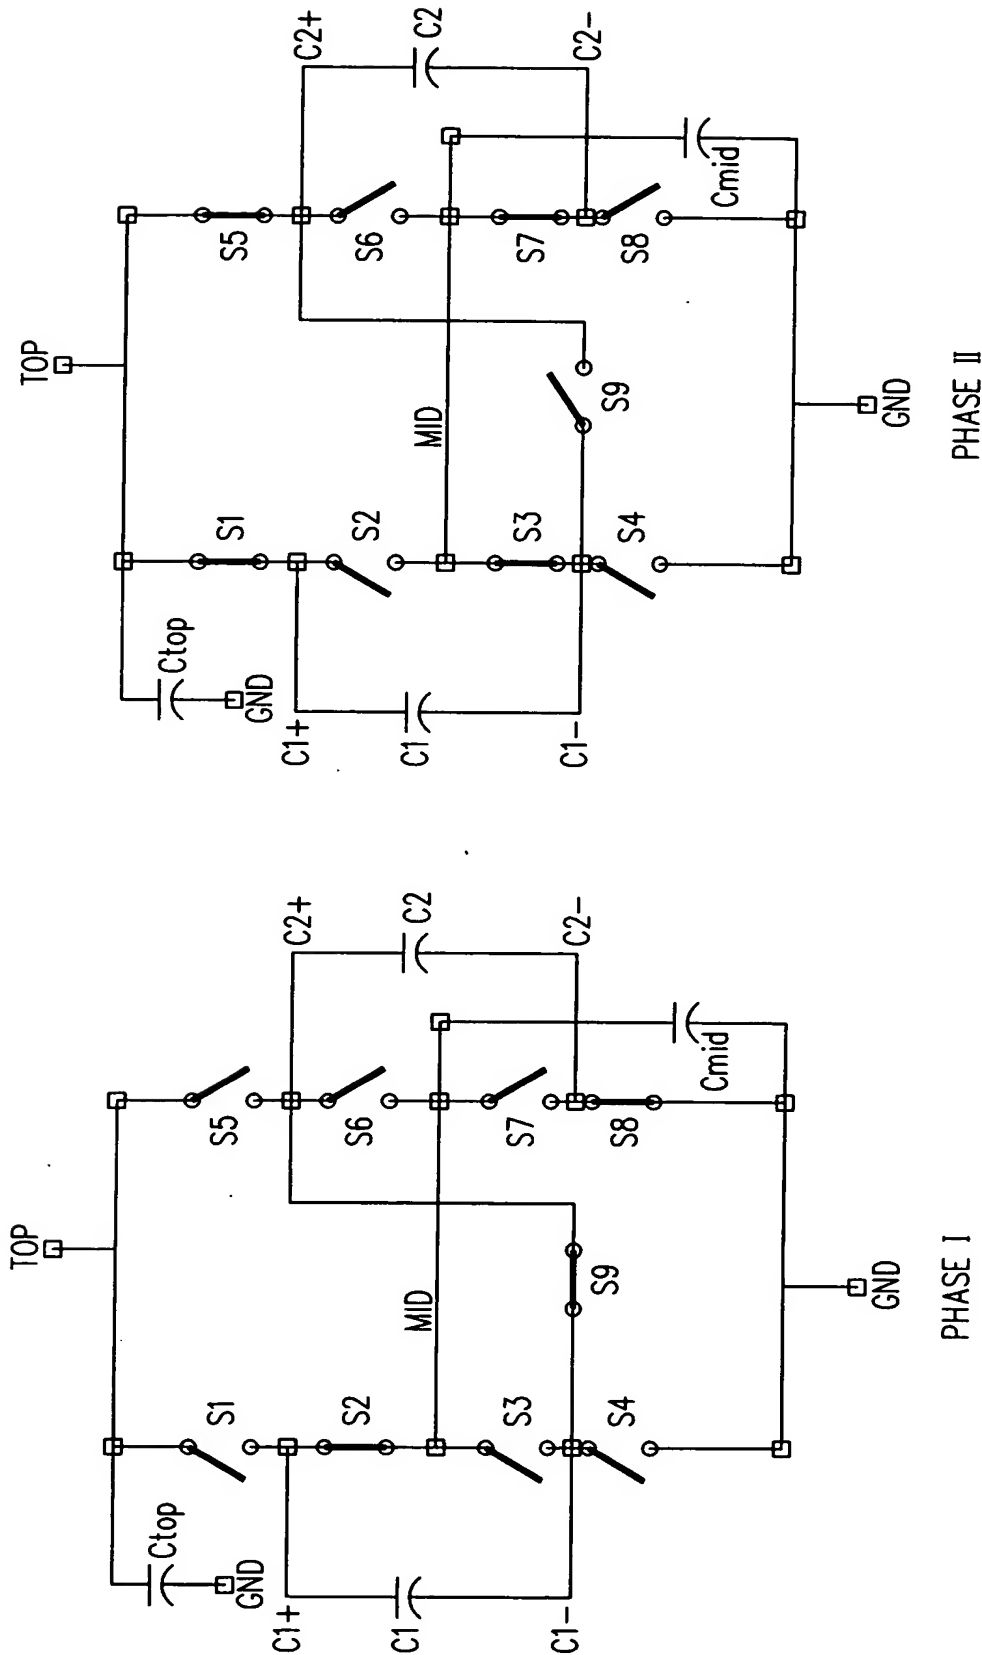 TOP
Ctop
GND
S1
S5
C1+
C2+
S2
S6
C1
C2
MID
S3
S7
C1-
C2-
S9
S4
S8
Cmid
GND
PHASE I
TOP
Ctop
GND
S1
S5
C1+
C2+
S2
S6
C1
C2
MID
S3
S7
C1-
C2-
S9
S4
S8
Cmid
GND
PHASE II